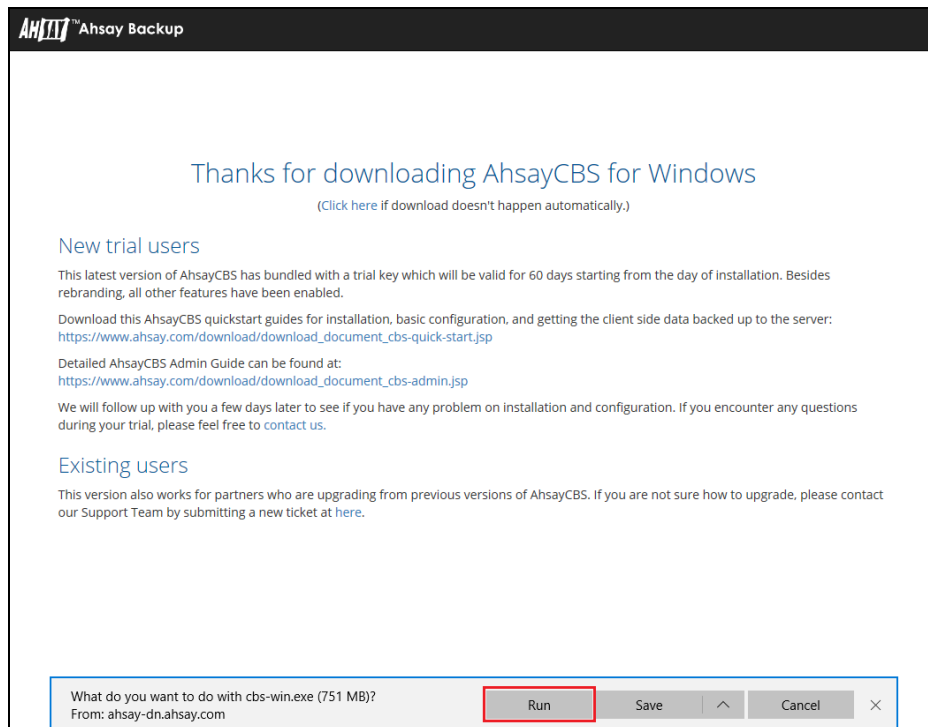 AH™Ahsay Backup
Thanks for downloading AhsayCBS for Windows
(Click here if download doesn't happen automatically.)
New trial users
This latest version of AhsayCBS has bundled with a trial key which will be valid for 60 days starting from the day of installation. Besides
rebranding, all other features have been enabled.
Download this AhsayCBS quickstart guides for installation, basic configuration, and getting the client side data backed up to the server:
https://www.ahsay.com/download/download_document_cbs-quick-start.jsp
Detailed AhsayCBS Admin Guide can be found at:
https://www.ahsay.com/download/download_document_cbs-admin.jsp
We will follow up with you a few days later to see if you have any problem on installation and configuration. If you encounter any questions
during your trial, please feel free to contact us.
Existing users
This version also works for partners who are upgrading from previous versions of AhsayCBS. If you are not sure how to upgrade, please contact
our Support Team by submitting a new ticket at here.
What do you want to do with cbs-win.exe (751 MB)?
From: ahsay-dn.ahsay.com
Run
Save
Cancel